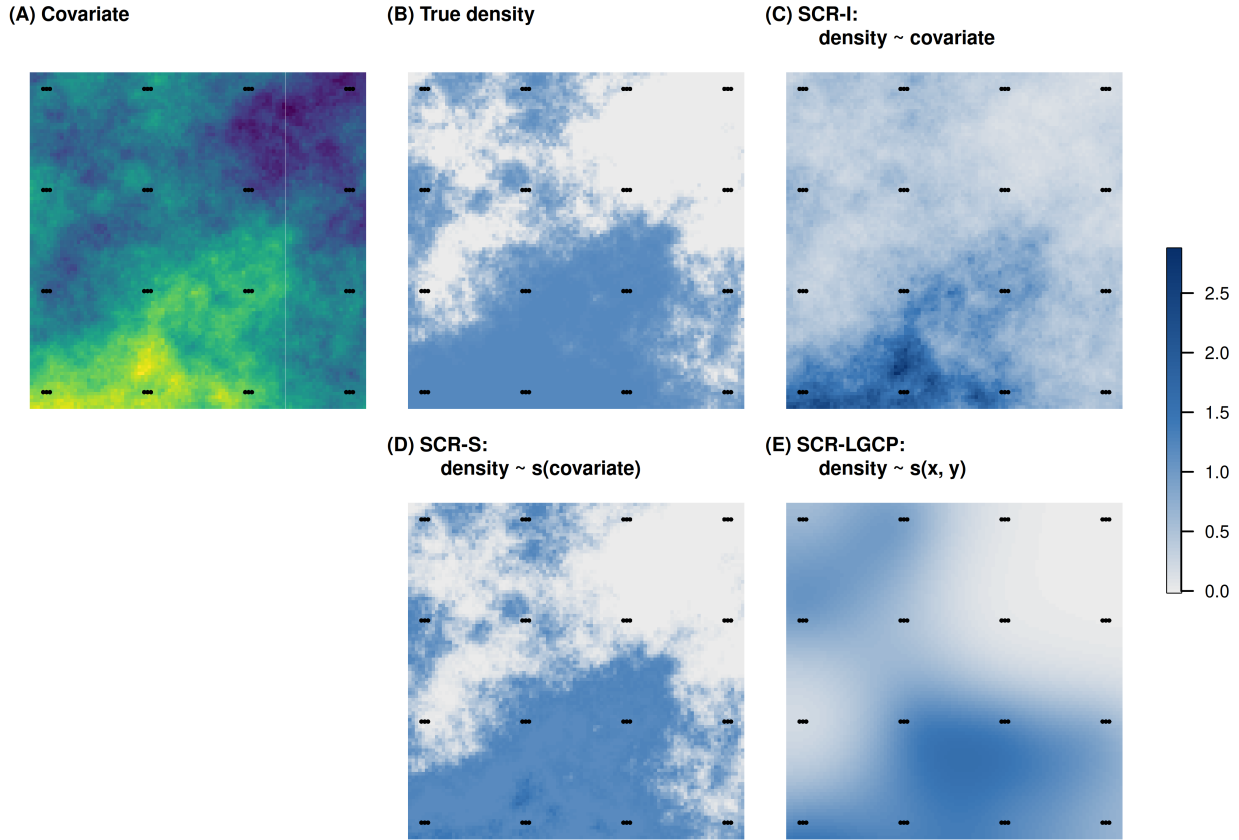 (A) Covariate
(B) True density
(C) SCR-I:
density ~ covariate
(D) SCR-S:
density ~ s(covariate)
(E) SCR-LGCP:
density ~ s(x, y)
2.5
2.0
1.5
1.0
0.5
0.0